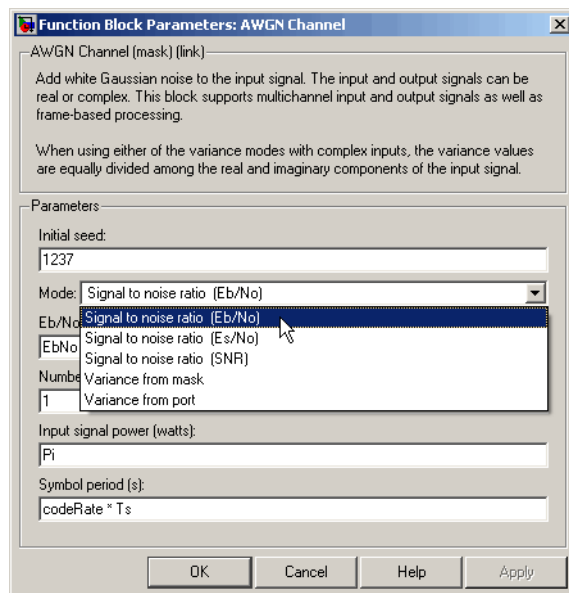 Function Block Parameters: AWGN Channel
AWGN Channel (mask) (link)
Add white Gaussian noise to the input signal. The input and output signals can be
real or complex. This block supports multichannel input and output signals as well as
frame-based processing.
When using either of the variance modes with complex inputs, the variance values
are equally divided among the real and imaginary components of the input signal.
Parameters
Initial seed:
1237
Mode: Signal to noise ratio (Eb/No)
Signal to noise ratio (Eb/No)
Signal to noise ratio (Es/No)
Signal to noise ratio (SNR)
Variance from mask
Variance from port
Eb/No
EbNo
Numbe
1
Input signal power (watts):
Pi
Symbol period (s):
codeRate * Ts
OK
Cancel
Help
Apply